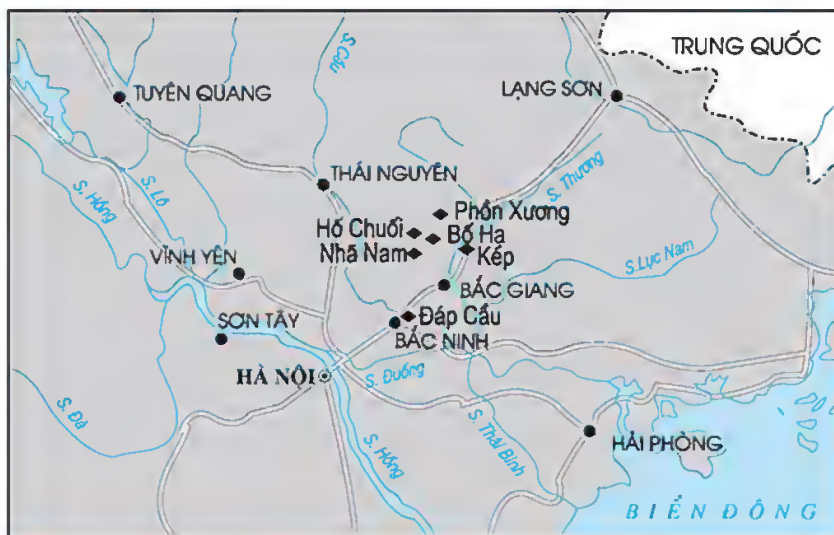 TRUNG QUỐC
S. Cầu
TUYÊN QUANG
LẠNG SƠN
THÁI NGUYÊN
S. Thương
S. Hồng
S. Lô
Phồn Xương
Hố Chuối
Bố Hạ
Nhã Nam
Kép
VĨNH YÊN
S. Lục Nam
BẮC GIANG
SƠN TÂY
Đáp Cầu
BẮC NINH
HÀ NỘI
S. Đuống
S. Đà
S. Hồng
S. Thái Bình
HẢI PHÒNG
BIỂN ĐÔNG